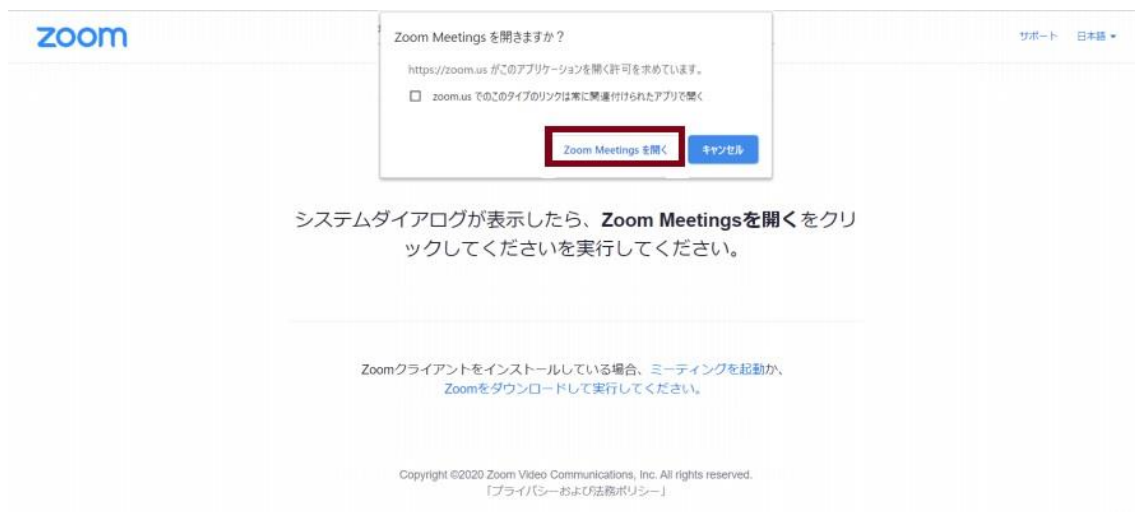 zoom
サポート 日本語
Zoom Meetings を開きますか？
https://zoom.us がこのアプリケーションを開く許可を求めています。
zoom.us でのこのタイプのリンクは常に関連付けられたアプリで開く
Zoom Meetings を開く キャンセル
システムダイアログが表示したら、Zoom Meetingsを開くをクリ
ックしてくださいを実行してください。
Zoomクライアントをインストールしている場合、ミーティングを起動か、
Zoomをダウンロードして実行してください。
Copyright ©2020 Zoom Video Communications, Inc. All rights reserved.
「プライバシーおよび法務ポリシー」